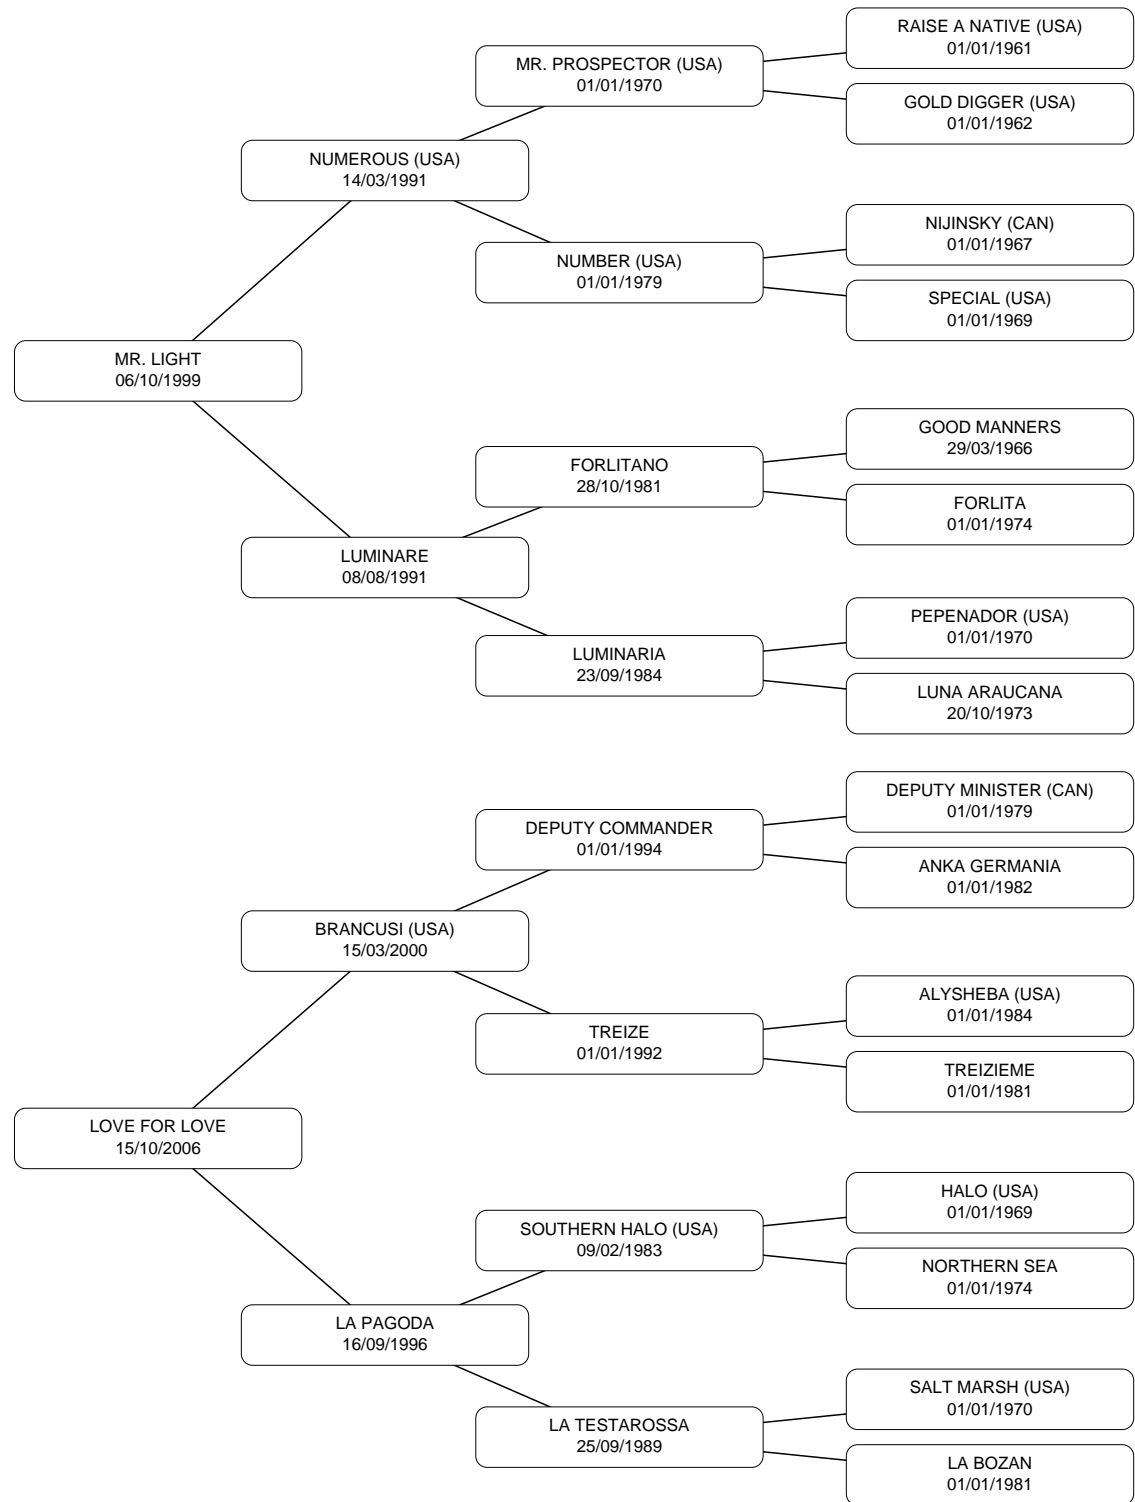 RAISE A NATIVE (USA)
01/01/1961
MR. PROSPECTOR (USA)
01/01/1970
GOLD DIGGER (USA)
01/01/1962
NUMEROUS (USA)
14/03/1991
NIJINSKY (CAN)
01/01/1967
NUMBER (USA)
01/01/1979
SPECIAL (USA)
01/01/1969
MR. LIGHT
06/10/1999
GOOD MANNERS
29/03/1966
FORLITANO
28/10/1981
FORLITA
01/01/1974
LUMINARE
08/08/1991
PEPENADOR (USA)
01/01/1970
LUMINARIA
23/09/1984
LUNA ARAUCANA
20/10/1973
DEPUTY MINISTER (CAN)
01/01/1979
DEPUTY COMMANDER
01/01/1994
ANKA GERMANIA
01/01/1982
BRANCUSI (USA)
15/03/2000
ALYSHEBA (USA)
01/01/1984
TREIZE
01/01/1992
TREIZIEME
01/01/1981
LOVE FOR LOVE
15/10/2006
HALO (USA)
01/01/1969
SOUTHERN HALO (USA)
09/02/1983
NORTHERN SEA
01/01/1974
LA PAGODA
16/09/1996
SALT MARSH (USA)
01/01/1970
LA TESTAROSSA
25/09/1989
LA BOZAN
01/01/1981